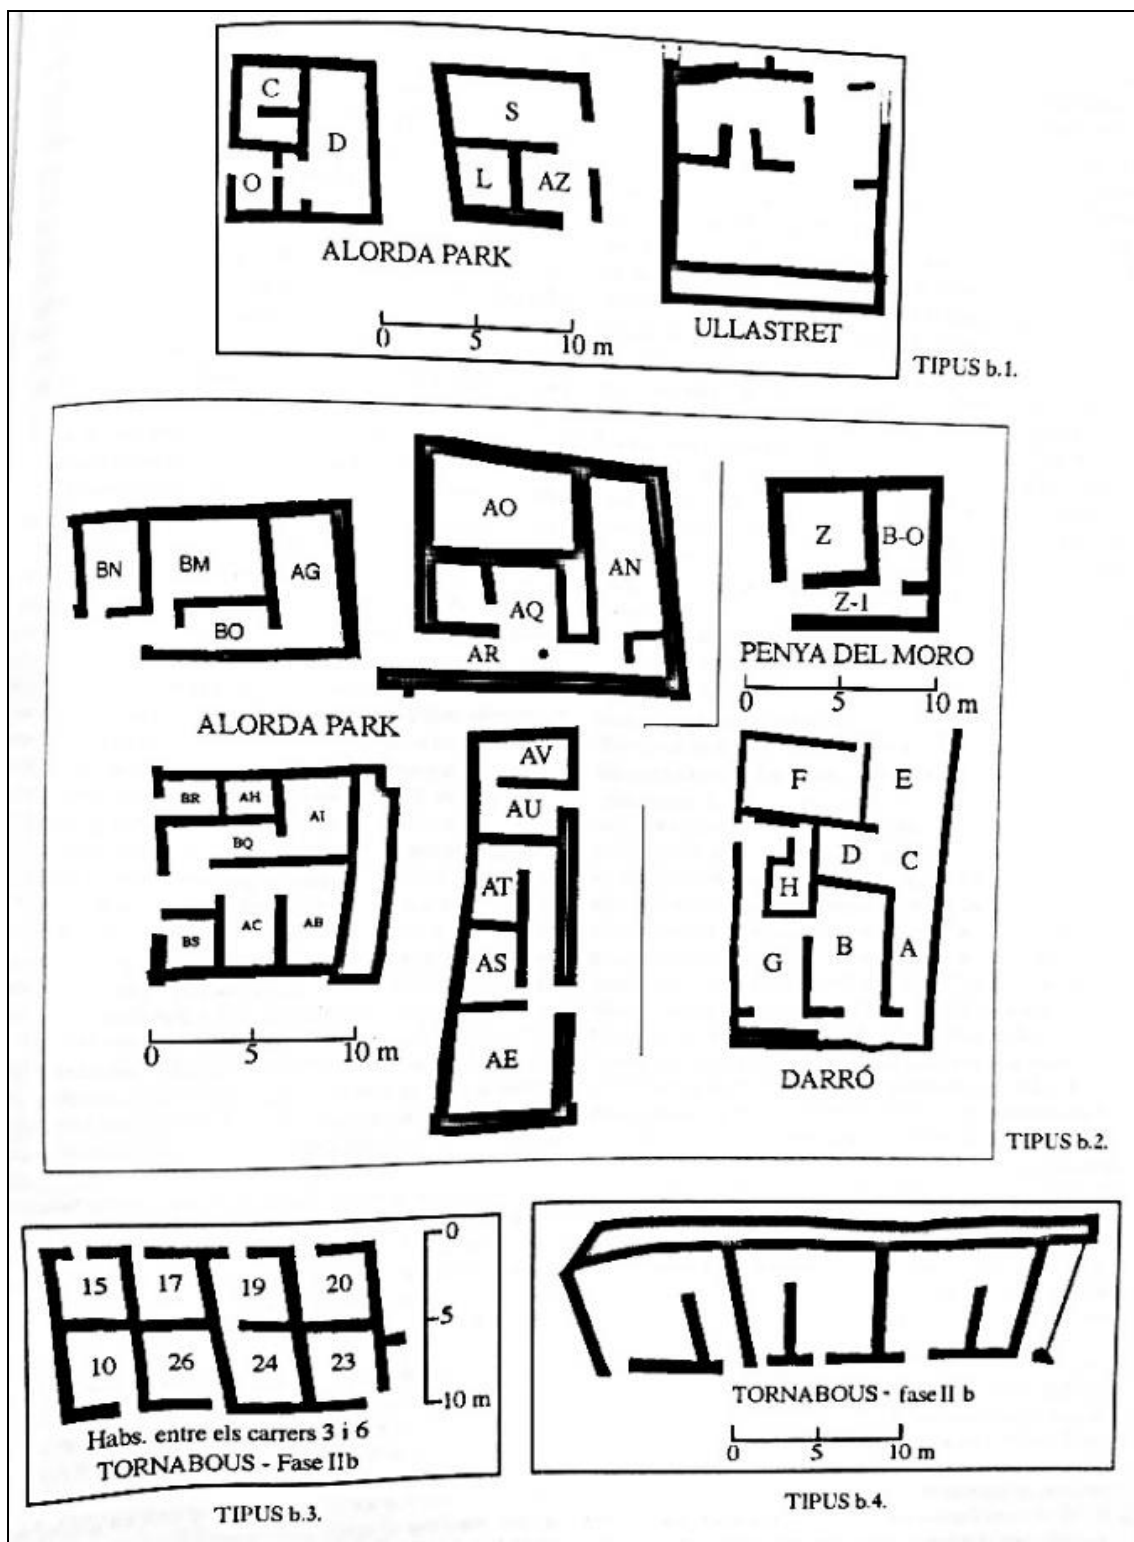 C
D
O
S
L AZ
ALORDA PARK
0 5 10 m
ULLASTRET
TIPUS b.1.
BN BM AG
BO
AO
AN
AQ
AR
Z B-O
Z-1
PENYA DEL MORO
0 5 10 m
ALORDA PARK
BR AH AI
BQ
BS AC AB
0 5 10 m
AV
AU
AT
AS
AE
F E
D C
H
G B A
DARRÓ
TIPUS b.2.
15 17 19 20
10 26 24 23
0
5
10 m
Habs. entre els carrers 3 i 6
TORNABOUS - Fase IIb
TIPUS b.3.
TORNABOUS - fase II b
0 5 10 m
TIPUS b.4.